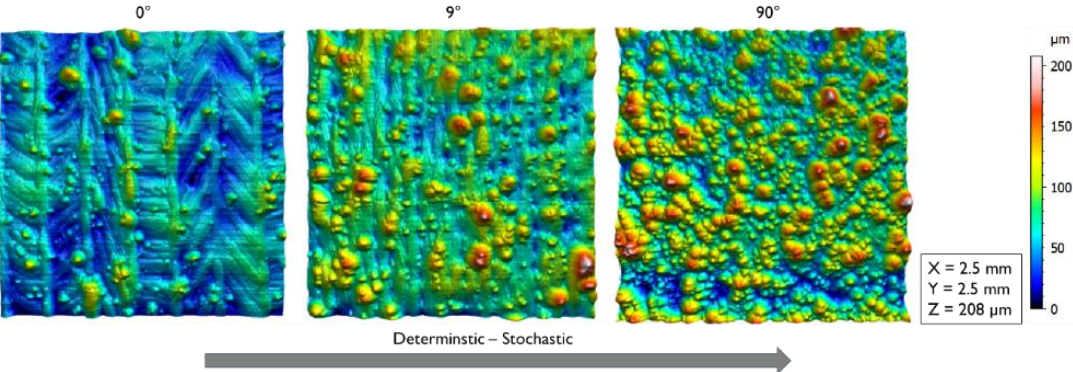 0°
9°
90°
µm
200
150
100
50
0
X = 2.5 mm
Y = 2.5 mm
Z = 208 µm
Determinstic – Stochastic